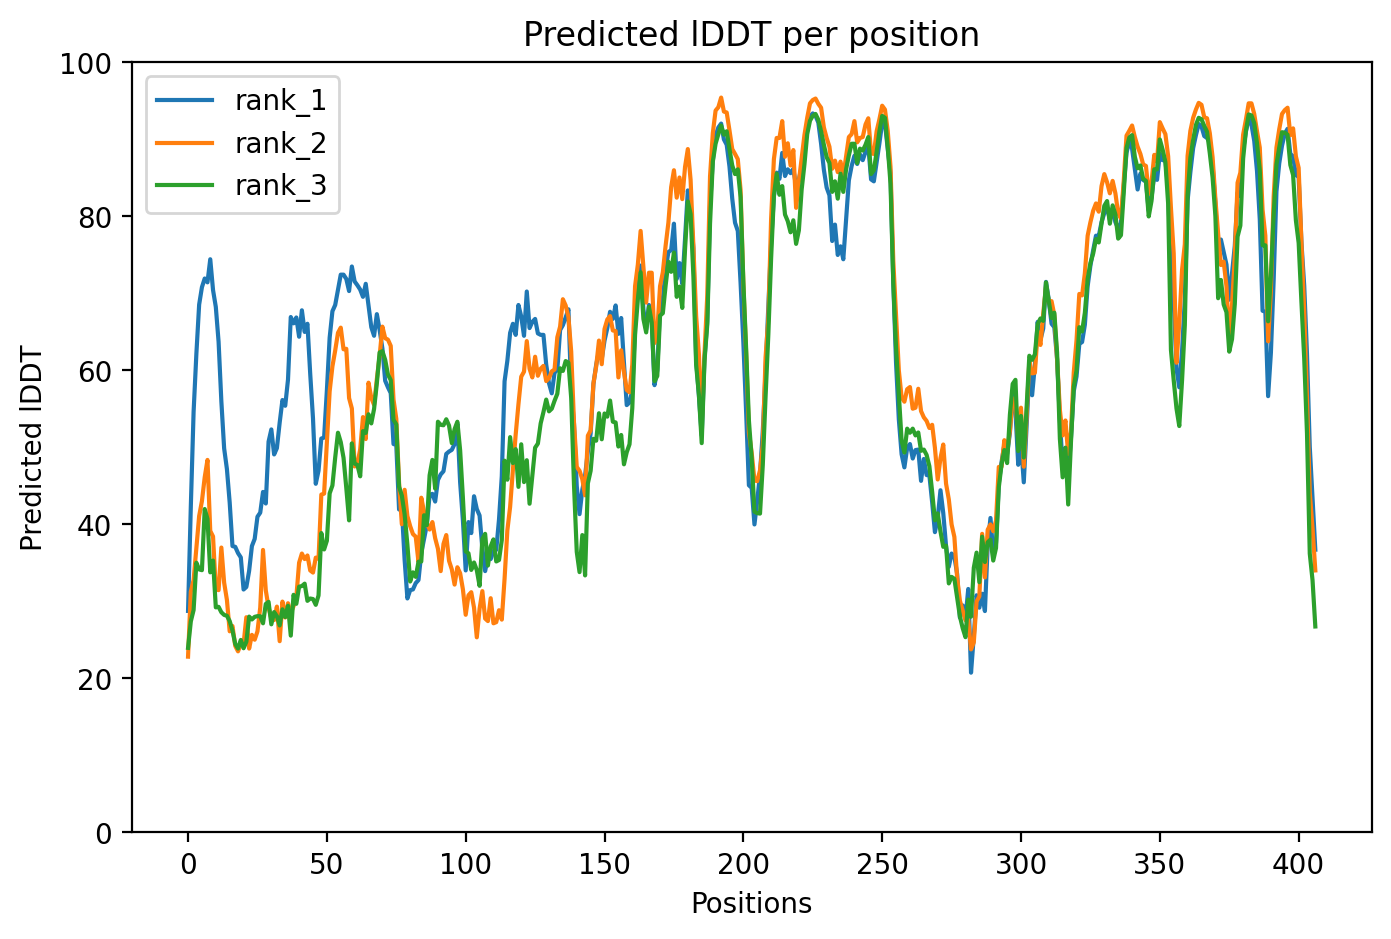 Predicted lDDT per position
100
80
60
40
20
0
Predicted lDDT
rank_1
rank_2
rank_3
0 50 100 150 200 250 300 350 400
Positions